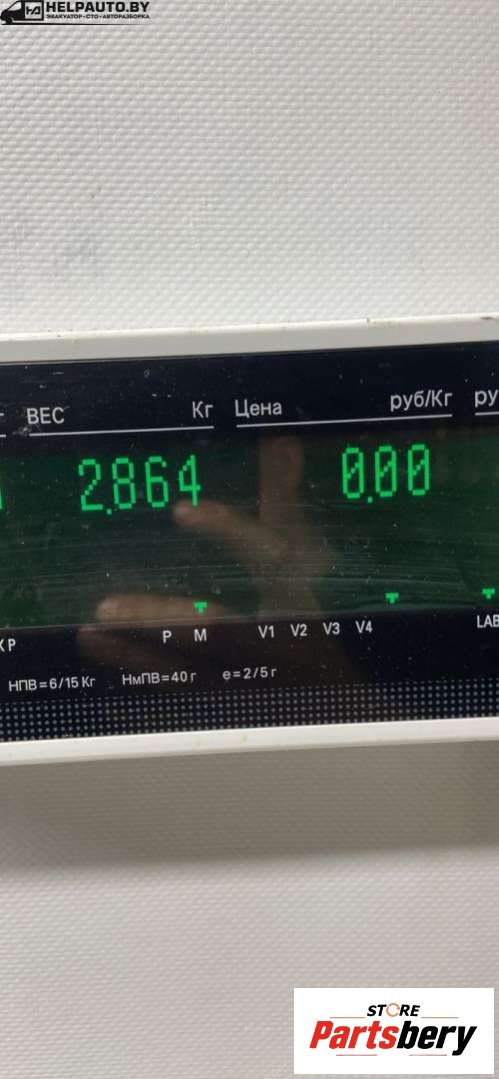 HELPAUTO.BY
ЭВАКУАТОР-СТО-АВТОРАЗБОРКА
ВЕС Кг Цена руб/Кг ру
2.864 0.00
Р М V1 V2 V3 V4 LAB
НПВ=6/15 Кг НмПВ=40 г е=2/5 г
STORE
Partsbery